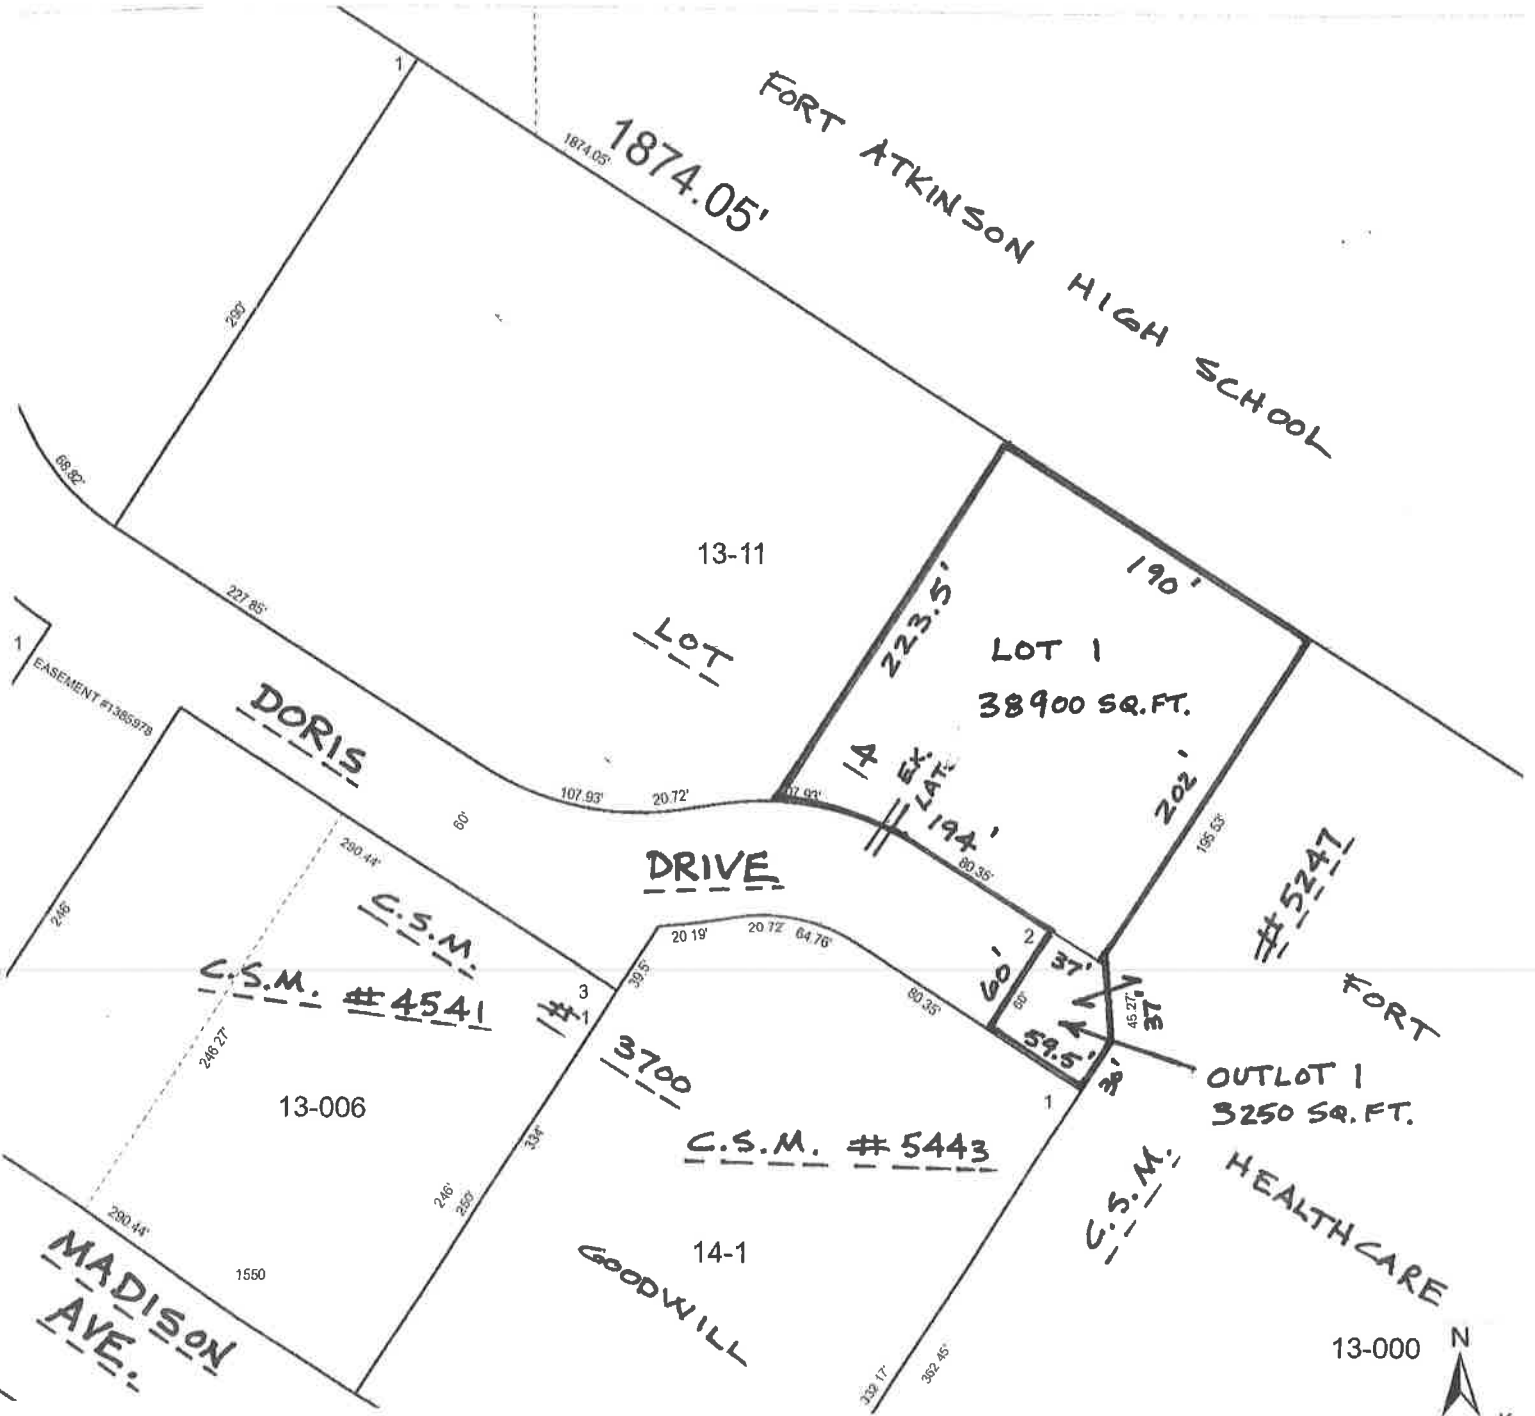 1
1874.05'
1874.05'
FORT ATKINSON HIGH SCHOOL
290'
68.82'
13-11
227.85'
LOT
4
223.5'
190'
LOT 1
38900 SQ.FT.
202'
195.53'
EX.
LAT.
194'
80.35'
1
EASEMENT #1385978
DORIS
DRIVE
107.93'
20.72'
07.93'
60'
290.44'
246'
C.S.M.
C.S.M. #4541
#
3
1
39.5'
3700
20.19'
20.72'
64.76'
80.35'
2
60'
60'
37'
45.27'
37'
59.5'
36'
1
# 5247
FORT
HEALTHCARE
OUTLOT 1
3250 SQ.FT.
C.S.M.
246.27'
13-006
334'
246'
250'
C.S.M. # 5443
14-1
GOODWILL
290.44'
1550
MADISON
AVE.
332.17'
362.45'
13-000
N